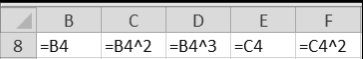 B C D E F
8 =B4 =B4^2 =B4^3 =C4 =C4^2